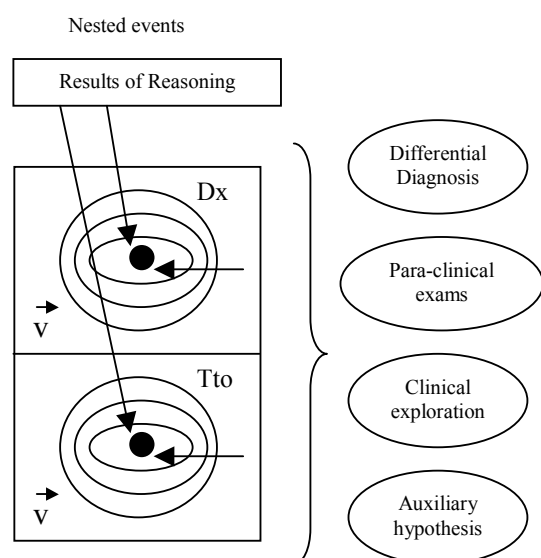 Nested events
Results of Reasoning
Dx
v
Tto
v
Differential
Diagnosis
Para-clinical
exams
Clinical
exploration
Auxiliary
hypothesis